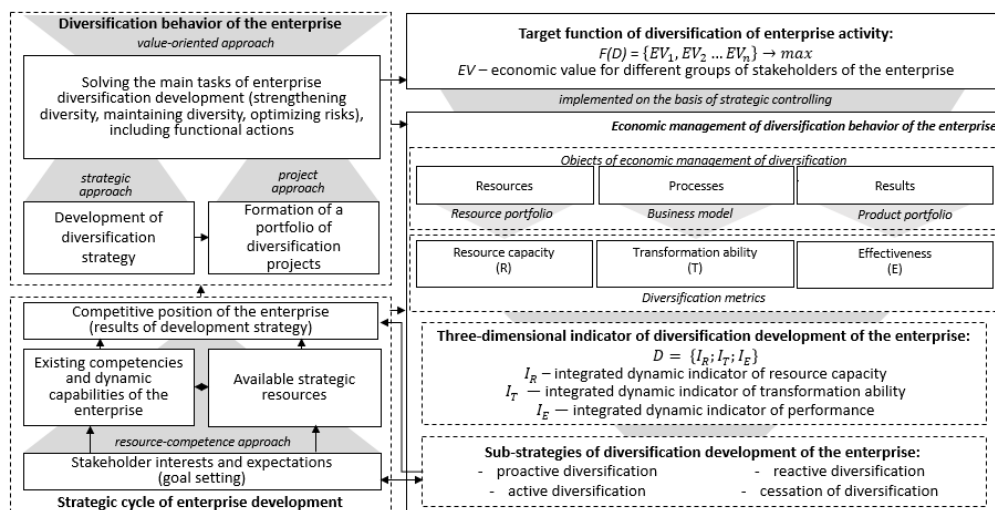 Diversification behavior of the enterprise
value-oriented approach
Solving the main tasks of enterprise
diversification development (strengthening
diversity, maintaining diversity, optimizing risks),
including functional actions
strategic
approach
project
approach
Development of
diversification
strategy
Formation of a
portfolio of
diversification
projects
Competitive position of the enterprise
(results of development strategy)
Existing competencies
and dynamic
capabilities of the
enterprise
Available strategic
resources
resource-competence approach
Stakeholder interests and expectations
(goal setting)
Strategic cycle of enterprise development
Target function of diversification of enterprise activity:
F(D) = {EV₁, EV₂ … EVₙ} → max
EV – economic value for different groups of stakeholders of the enterprise
implemented on the basis of strategic controlling
Economic management of diversification behavior of the enterprise
Objects of economic management of diversification
Resources
Processes
Results
Resource portfolio
Business model
Product portfolio
Resource capacity
(R)
Transformation ability
(T)
Effectiveness
(E)
Diversification metrics
Three-dimensional indicator of diversification development of the enterprise:
D = {I_R; I_T; I_E}
I_R – integrated dynamic indicator of resource capacity
I_T — integrated dynamic indicator of transformation ability
I_E — integrated dynamic indicator of performance
Sub-strategies of diversification development of the enterprise:
- proactive diversification
- reactive diversification
- active diversification
- cessation of diversification